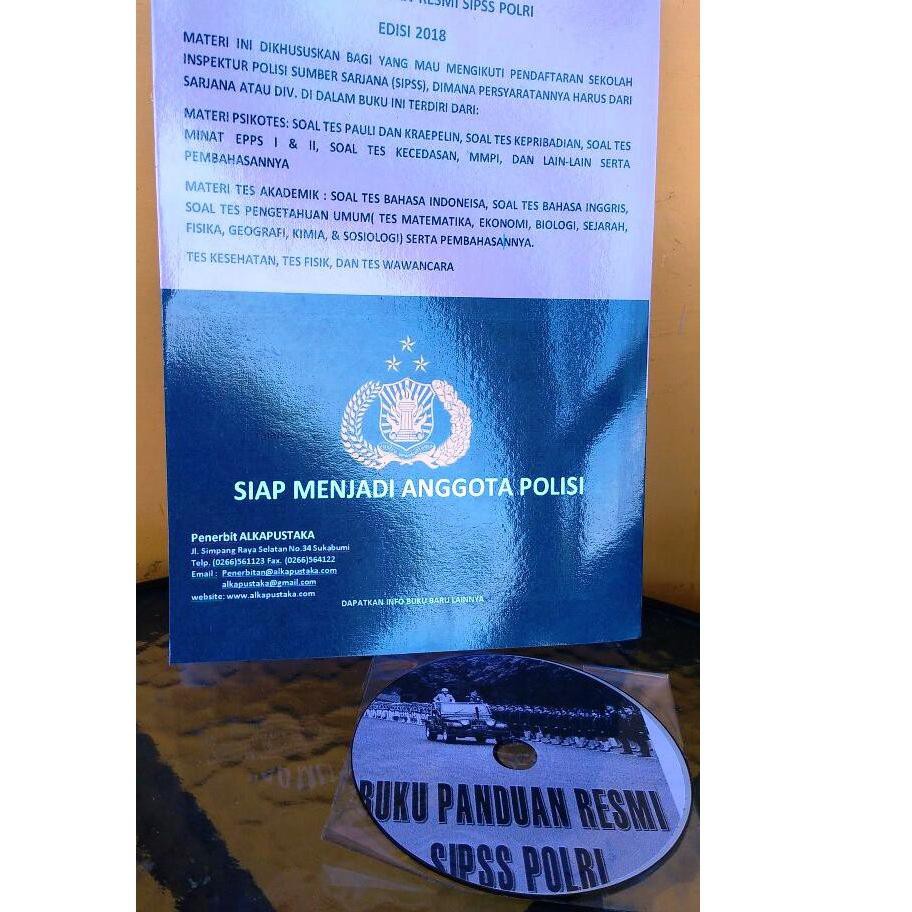 RESMI SIPSS POLRI
EDISI 2018
MATERI INI DIKHUSUSKAN BAGI YANG MAU MENGIKUTI PENDAFTARAN SEKOLAH
INSPEKTUR POLISI SUMBER SARJANA (SIPSS), DIMANA PERSYARATANNYA HARUS DARI
SARJANA ATAU DIV. DI DALAM BUKU INI TERDIRI DARI:
MATERI PSIKOTES: SOAL TES PAULI DAN KRAEPELIN, SOAL TES KEPRIBADIAN, SOAL TES
MINAT EPPS I & II, SOAL TES KECEDASAN, MMPI, DAN LAIN-LAIN SERTA
PEMBAHASANNYA
MATERI TES AKADEMIK : SOAL TES BAHASA INDONEISA, SOAL TES BAHASA INGGRIS,
SOAL TES PENGETAHUAN UMUM( TES MATEMATIKA, EKONOMI, BIOLOGI, SEJARAH,
FISIKA, GEOGRAFI, KIMIA, & SOSIOLOGI) SERTA PEMBAHASANNYA.
TES KESEHATAN, TES FISIK, DAN TES WAWANCARA
SIAP MENJADI ANGGOTA POLISI
Penerbit ALKAPUSTAKA
Jl. Simpang Raya Selatan No.34 Sukabumi
Telp. (0266)561123 Fax. (0266)564122
Email : Penerbitan@alkapustaka.com
alkapustaka@gmail.com
website: www.alkapustaka.com
DAPATKAN INFO BUKU BARU LAINNYA
BUKU PANDUAN RESMI
SIPSS POLRI